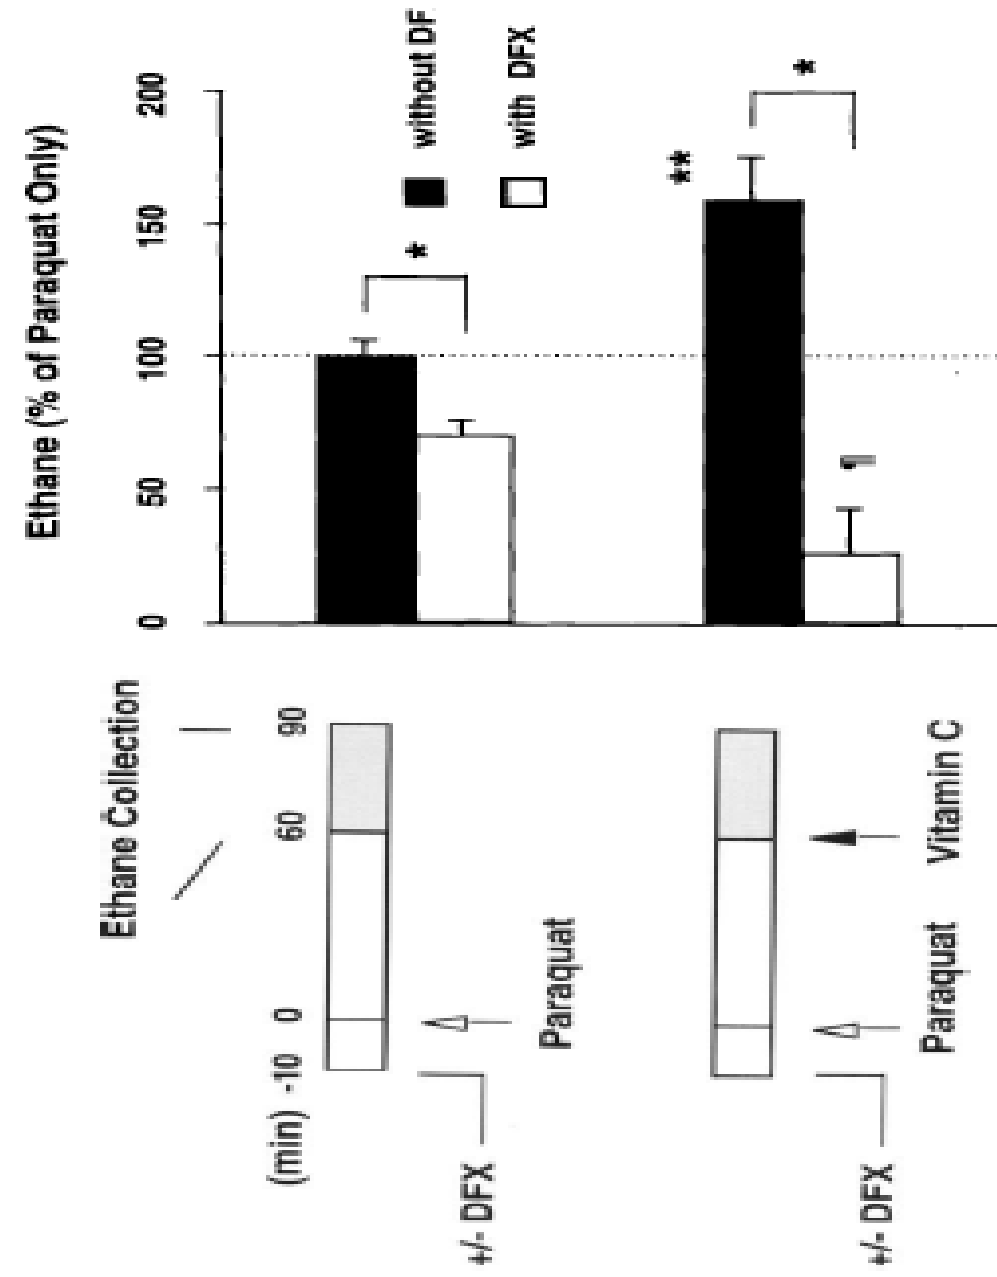 Ethane Collection
Ethane (% of Paraquat Only)
(min) -10 0 60 90
0 50 100 150 200
+/- DFX
Paraquat
*
without DF
with DFX
+/- DFX
Paraquat
Vitamin C
**
*
¶